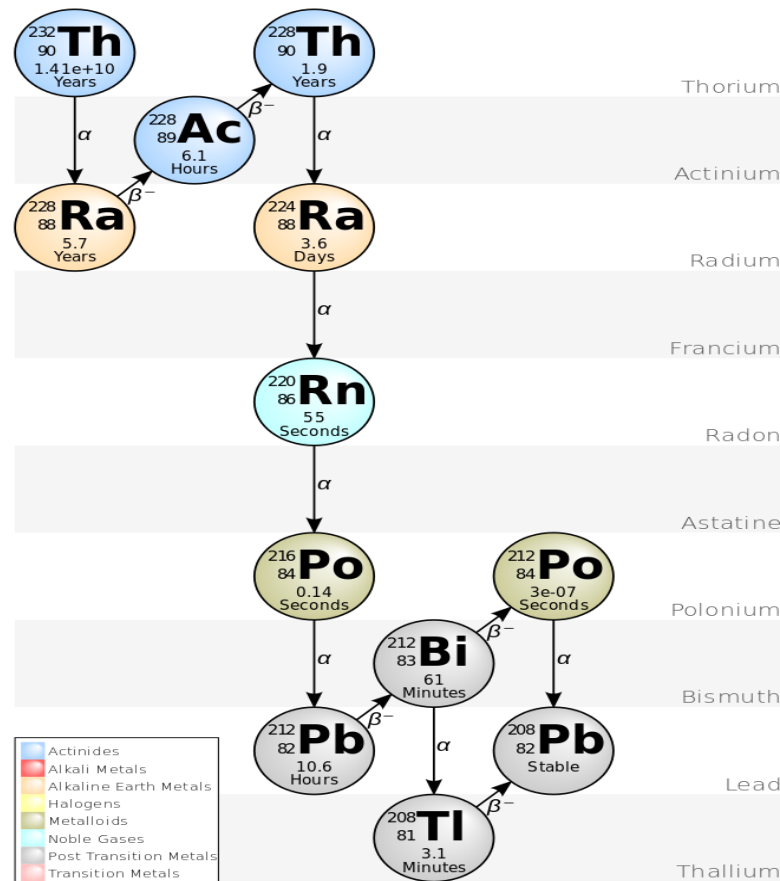 232
90
Th
1.41e+10
Years
228
90
Th
1.9
Years
Thorium
α
β−
228
89
Ac
6.1
Hours
β−
α
Actinium
228
88
Ra
5.7
Years
224
88
Ra
3.6
Days
Radium
α
Francium
220
86
Rn
55
Seconds
Radon
α
Astatine
216
84
Po
0.14
Seconds
212
84
Po
3e-07
Seconds
Polonium
α
β−
212
83
Bi
61
Minutes
β−
α
Bismuth
212
82
Pb
10.6
Hours
α
208
82
Pb
Stable
Lead
208
81
Tl
3.1
Minutes
β−
Thallium
Actinides
Alkali Metals
Alkaline Earth Metals
Halogens
Metalloids
Noble Gases
Post Transition Metals
Transition Metals